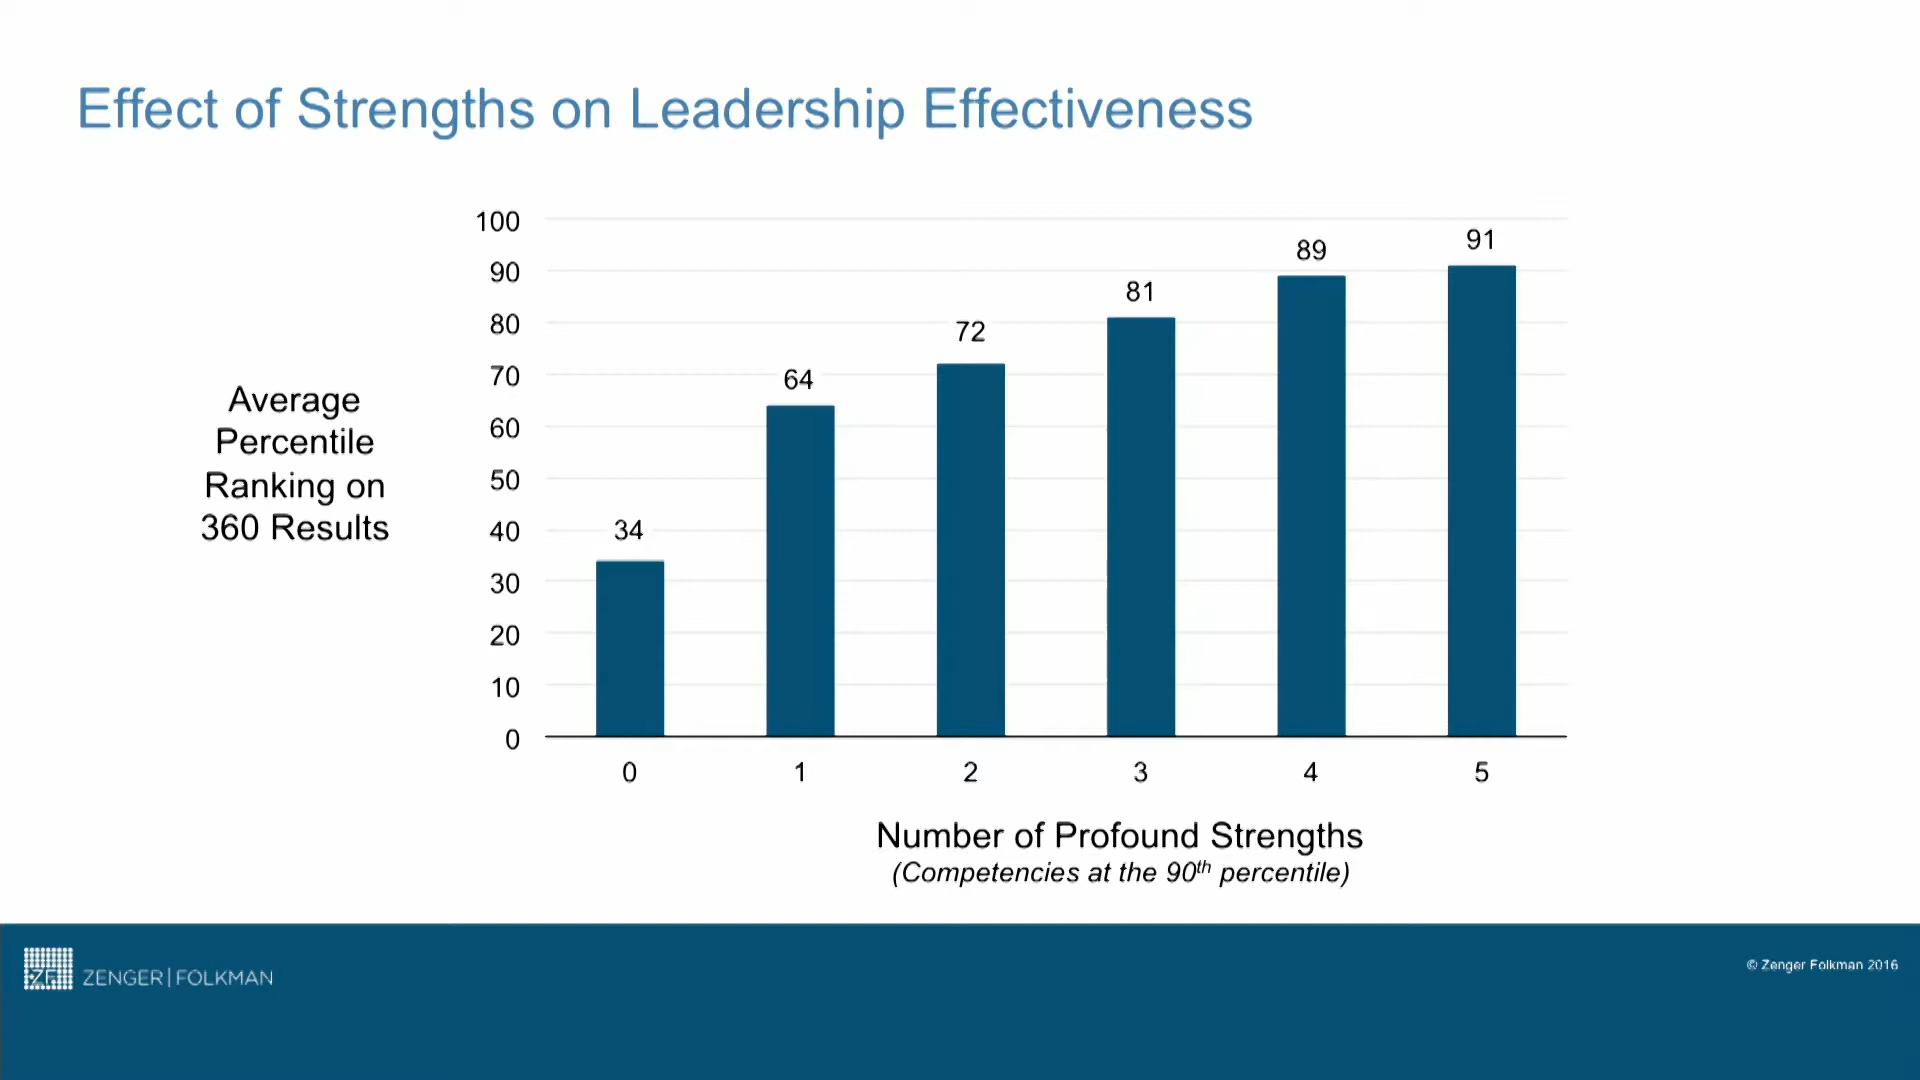 Effect of Strengths on Leadership Effectiveness
Average
Percentile
Ranking on
360 Results
100
90
80
70
60
50
40
30
20
10
0
34
64
72
81
89
91
0
1
2
3
4
5
Number of Profound Strengths
(Competencies at the 90th percentile)
ZF
ZENGER|FOLKMAN
© Zenger Folkman 2016